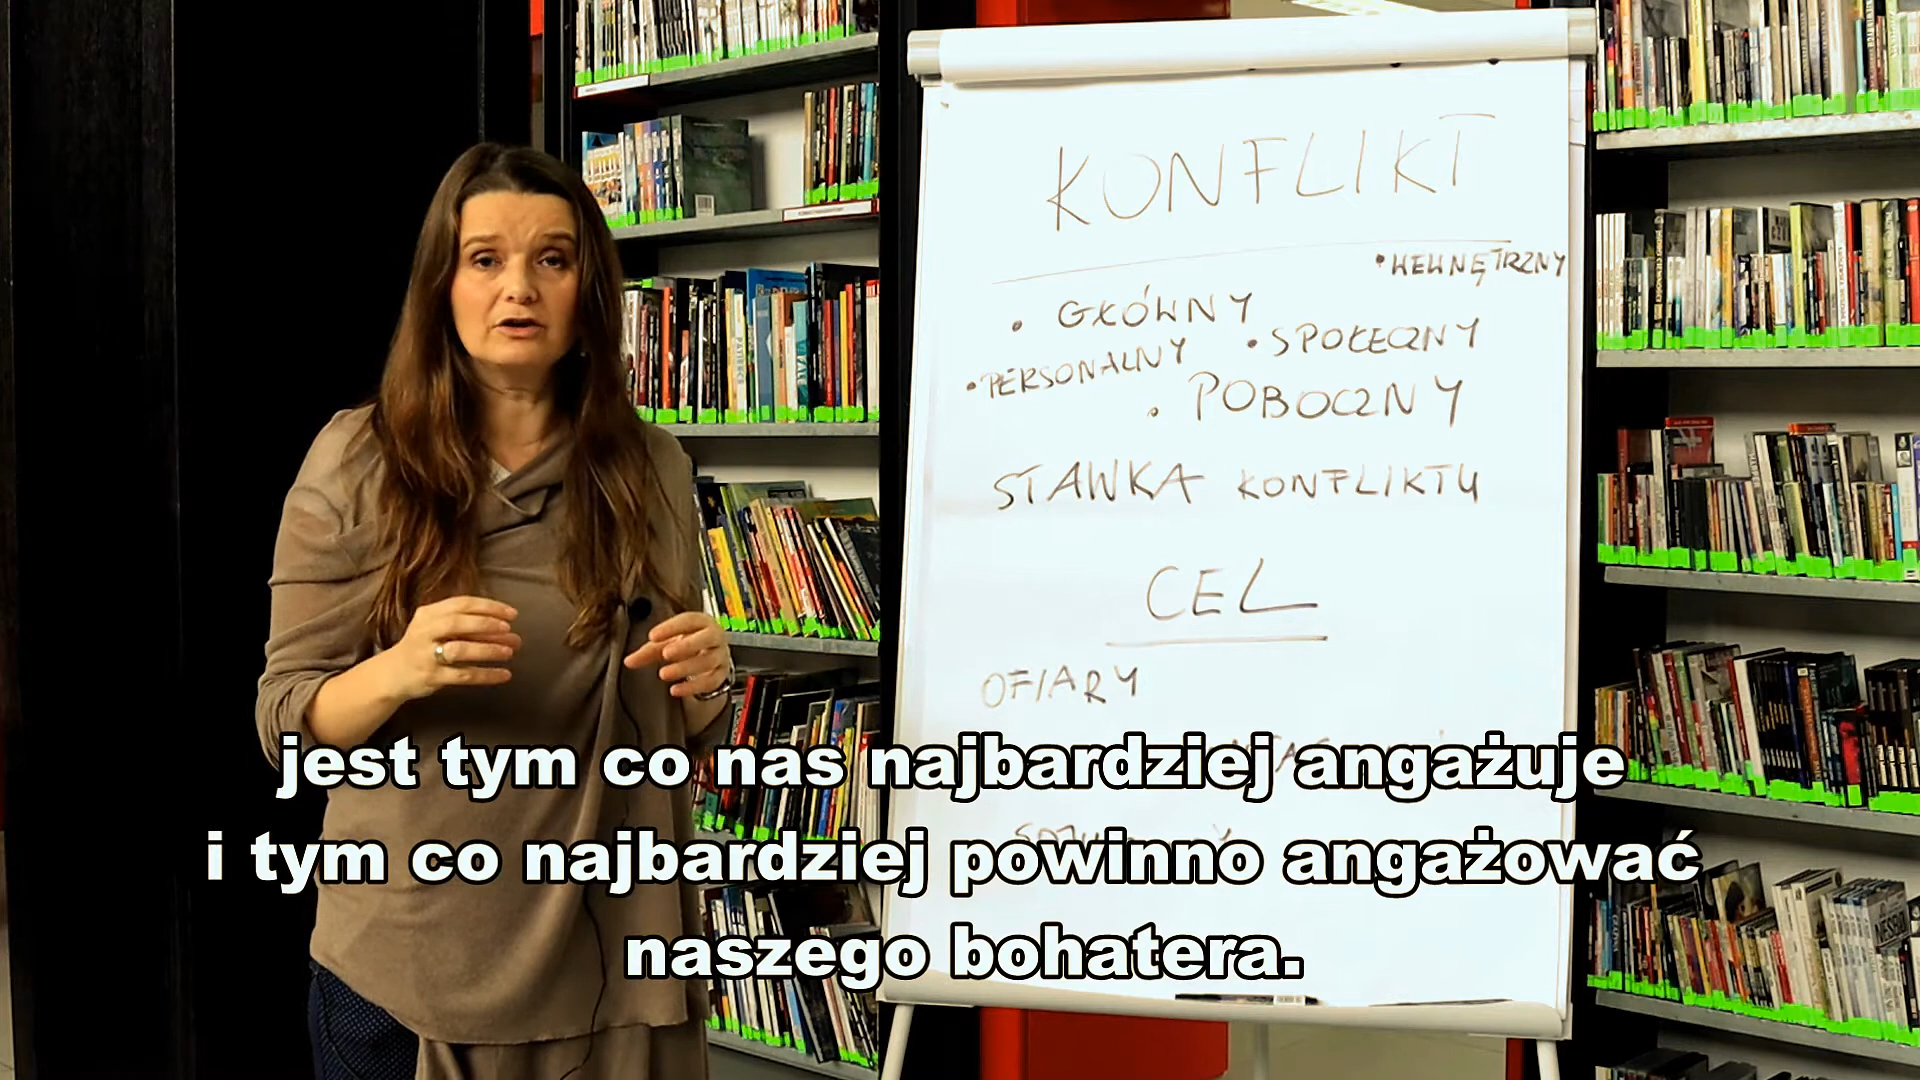 KONFLIKT
• WEWNĘTRZNY
• GŁÓWNY
• SPOŁECZNY
• PERSONALNY
• POBOCZNY
STAWKA KONFLIKTU
CEL
OFIARY
jest tym co nas najbardziej angażuje
i tym co najbardziej powinno angażować
naszego bohatera.